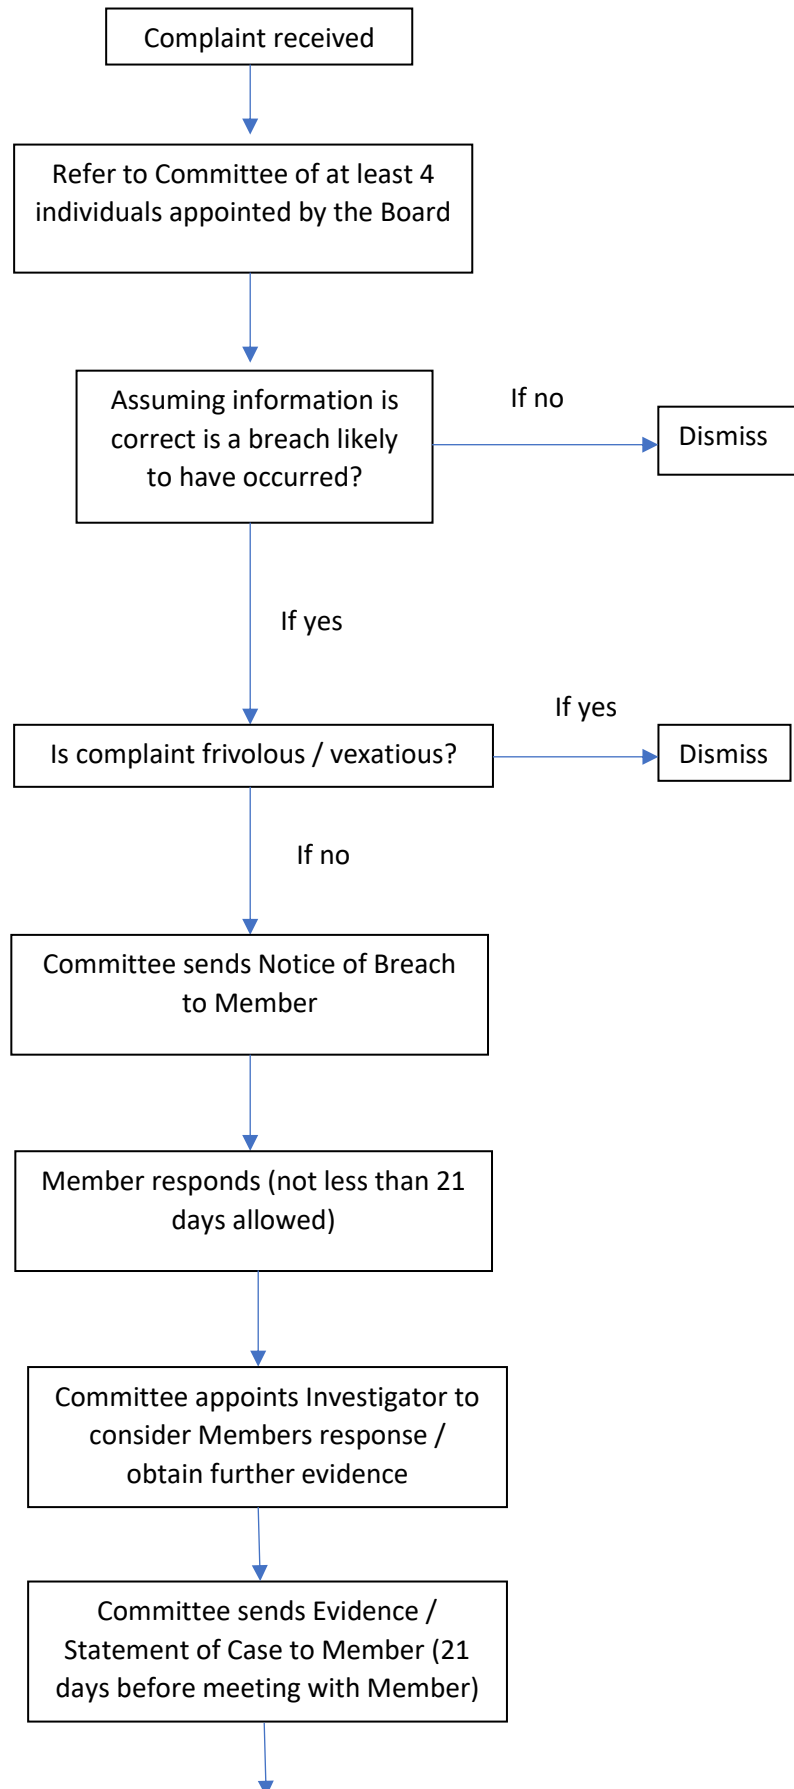 Complaint received
Refer to Committee of at least 4
individuals appointed by the Board
Assuming information is
correct is a breach likely
to have occurred?
If no
Dismiss
If yes
Is complaint frivolous / vexatious?
If yes
Dismiss
If no
Committee sends Notice of Breach
to Member
Member responds (not less than 21
days allowed)
Committee appoints Investigator to
consider Members response /
obtain further evidence
Committee sends Evidence /
Statement of Case to Member (21
days before meeting with Member)